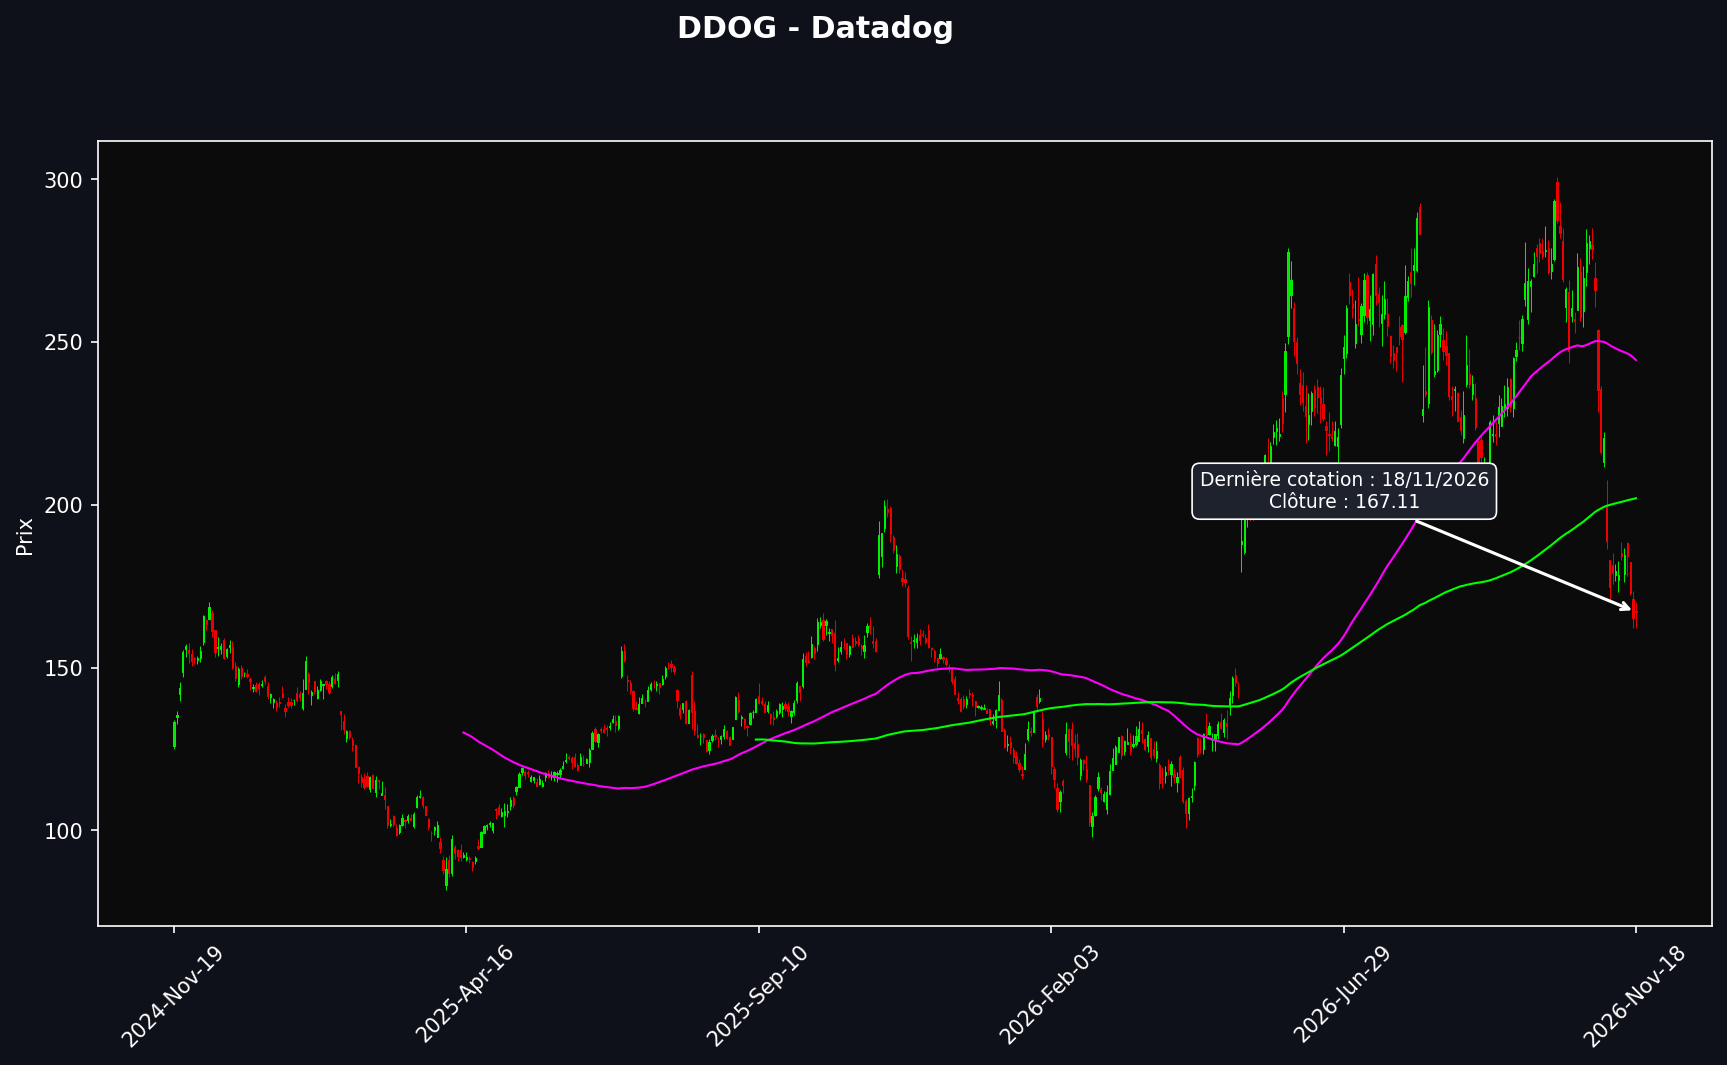 DDOG - Datadog
300
250
200
150
100
Prix
Dernière cotation : 18/11/2026
Clôture : 167.11
2024-Nov-19
2025-Apr-16
2025-Sep-10
2026-Feb-03
2026-Jun-29
2026-Nov-18